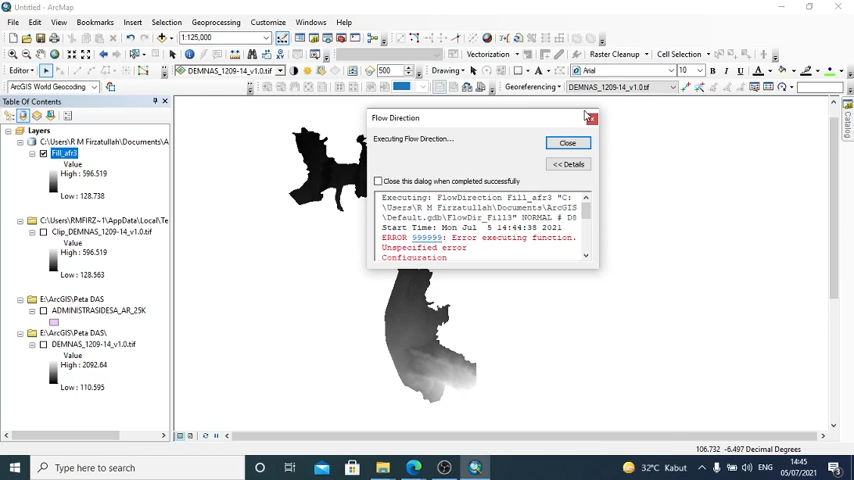 Untitled - ArcMap
File Edit View Bookmarks Insert Selection Geoprocessing Customize Windows Help
1:125,000
Vectorization Raster Cleanup Cell Selection
Editor DEMNAS_1209-14_v1.0.tif 500 Drawing Arial 10 B I U A
ArcGIS World Geocoding Georeferencing DEMNAS_1209-14_v1.0.tif
Table Of Contents
Layers
C:\Users\R M Firzatullah\Documents\A
Fill_afr3
Value
High : 596.519
Low : 128.738
C:\Users\RMFIRZ~1\AppData\Local\Te
Clip_DEMNAS_1209-14_v1.0.tif
Value
High : 596.519
Low : 128.563
E:\ArcGIS\Peta DAS
ADMINISTRASIDESA_AR_25K
E:\ArcGIS\Peta DAS\
DEMNAS_1209-14_v1.0.tif
Value
High : 2092.64
Low : 110.595
Flow Direction
Executing Flow Direction...
Close
<< Details
Close this dialog when completed successfully
Executing: FlowDirection Fill_afr3 "C:
\Users\R M Firzatullah\Documents\ArcGIS
\Default.gdb\FlowDir_Fill3" NORMAL # D8
Start Time: Mon Jul 5 14:44:38 2021
ERROR 999999: Error executing function.
Unspecified error
Configuration
Catalog
106.732 -6.497 Decimal Degrees
Type here to search
32°C Kabut ENG
14:45
05/07/2021
3